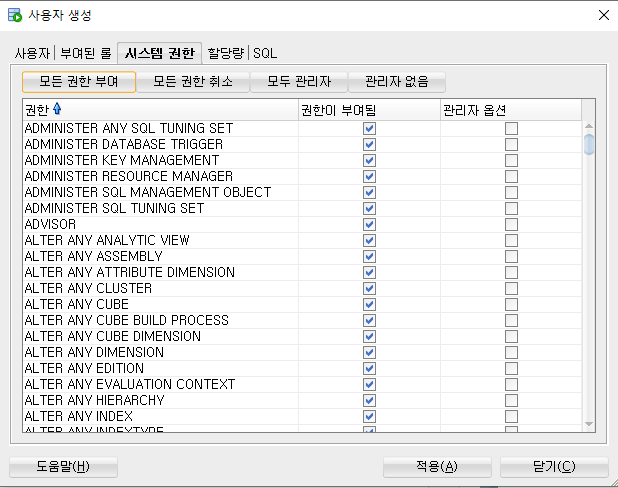 사용자 생성
사용자 부여된 롤 시스템 권한 할당량 SQL
모든 권한 부여 모든 권한 취소 모두 관리자 관리자 없음
권한 권한이 부여됨 관리자 옵션
ADMINISTER ANY SQL TUNING SET
ADMINISTER DATABASE TRIGGER
ADMINISTER KEY MANAGEMENT
ADMINISTER RESOURCE MANAGER
ADMINISTER SQL MANAGEMENT OBJECT
ADMINISTER SQL TUNING SET
ADVISOR
ALTER ANY ANALYTIC VIEW
ALTER ANY ASSEMBLY
ALTER ANY ATTRIBUTE DIMENSION
ALTER ANY CLUSTER
ALTER ANY CUBE
ALTER ANY CUBE BUILD PROCESS
ALTER ANY CUBE DIMENSION
ALTER ANY DIMENSION
ALTER ANY EDITION
ALTER ANY EVALUATION CONTEXT
ALTER ANY HIERARCHY
ALTER ANY INDEX
ALTER ANY INDEXTYPE
도움말(H) 적용(A) 닫기(C)